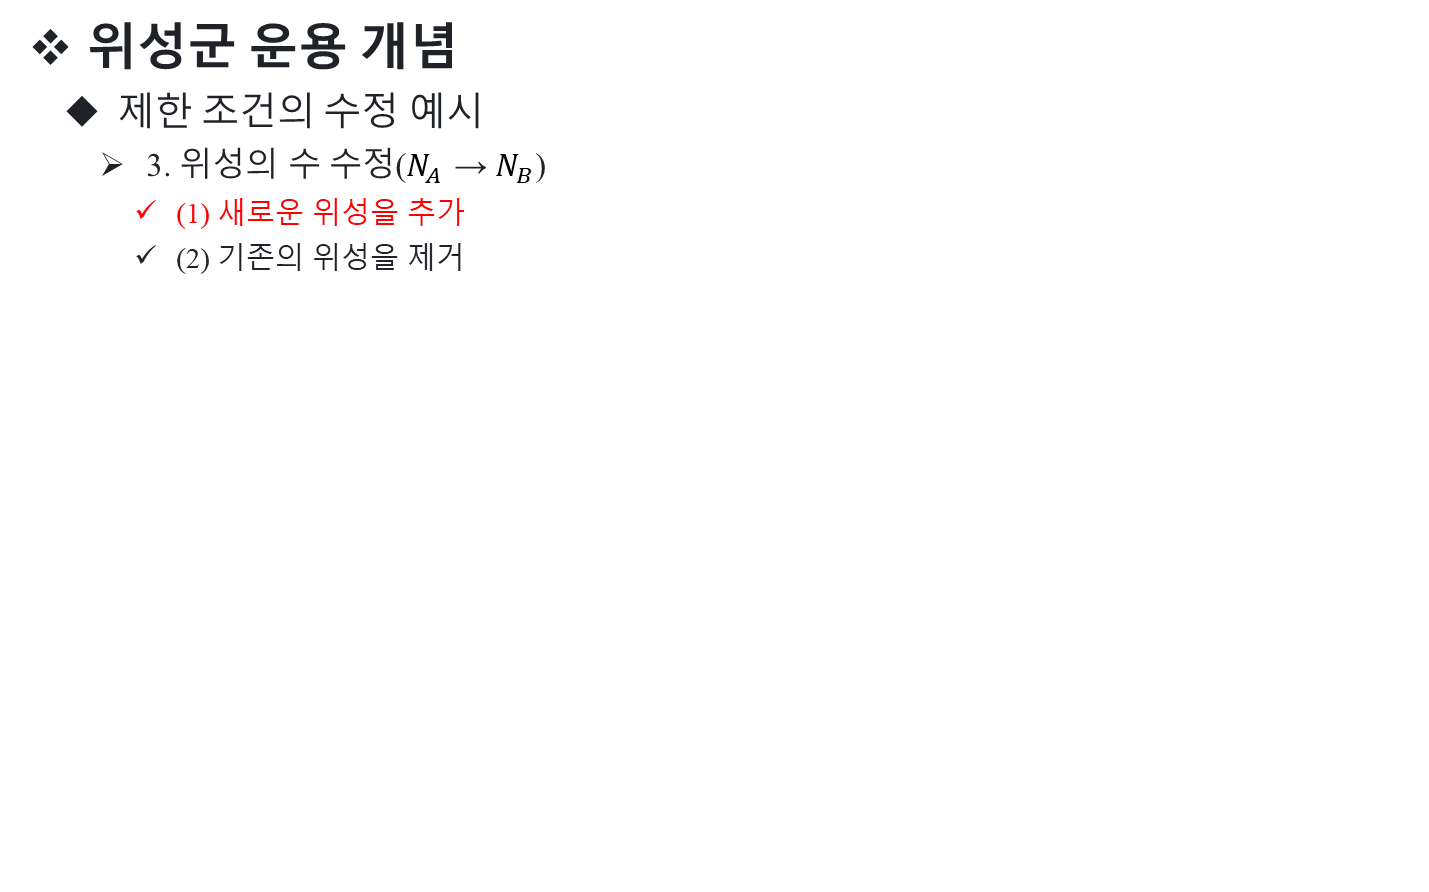 ❖ 위성군 운용 개념
◆ 제한 조건의 수정 예시
➢ 3. 위성의 수 수정(N_A → N_B)
✓ (1) 새로운 위성을 추가
✓ (2) 기존의 위성을 제거